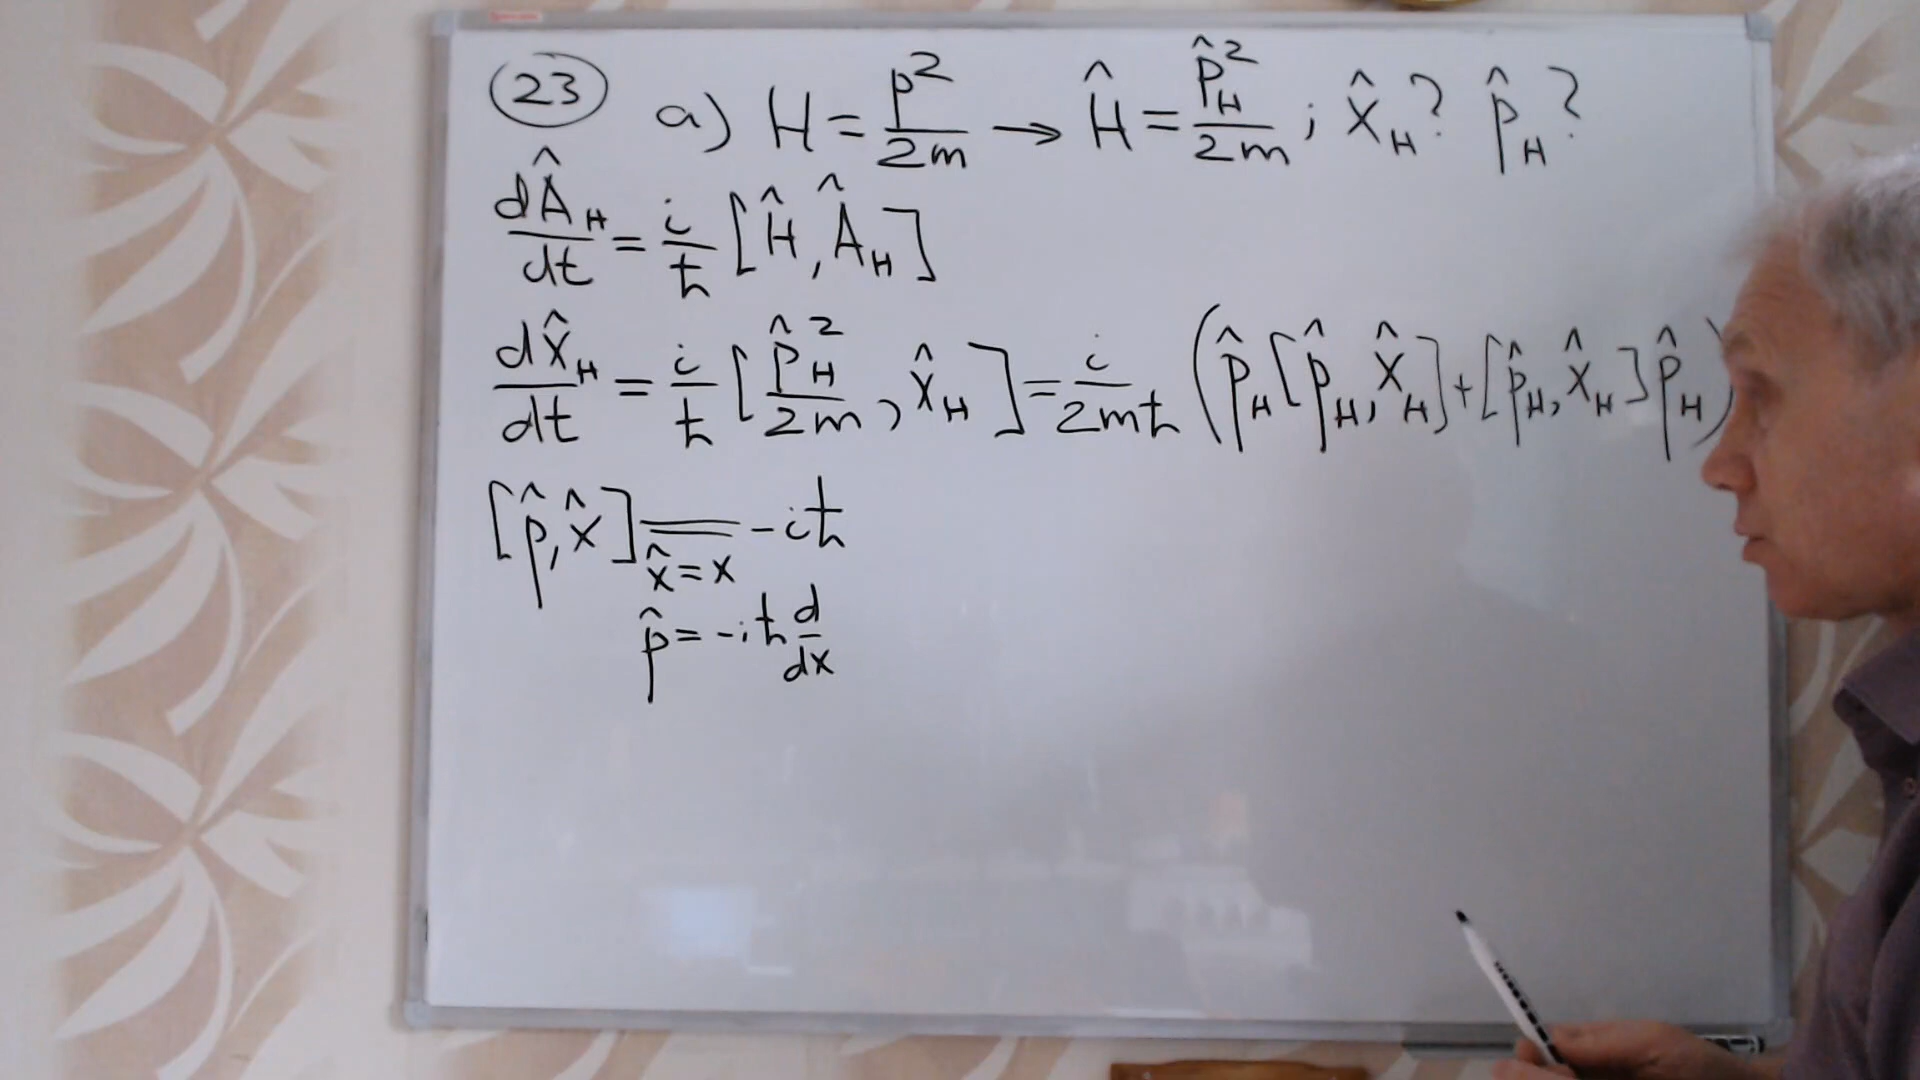 23 a) H = p²/2m → Ĥ = p̂_H²/2m ; x̂_H ? p̂_H ?
dÂ_H/dt = i/ħ [Ĥ, Â_H]
dx̂_H/dt = i/ħ [p̂_H²/2m, x̂_H] = i/2mħ (p̂_H [p̂_H, x̂_H] + [p̂_H, x̂_H] p̂_H)
[p̂, x̂] = -iħ
x̂ = x
p̂ = -iħ d/dx